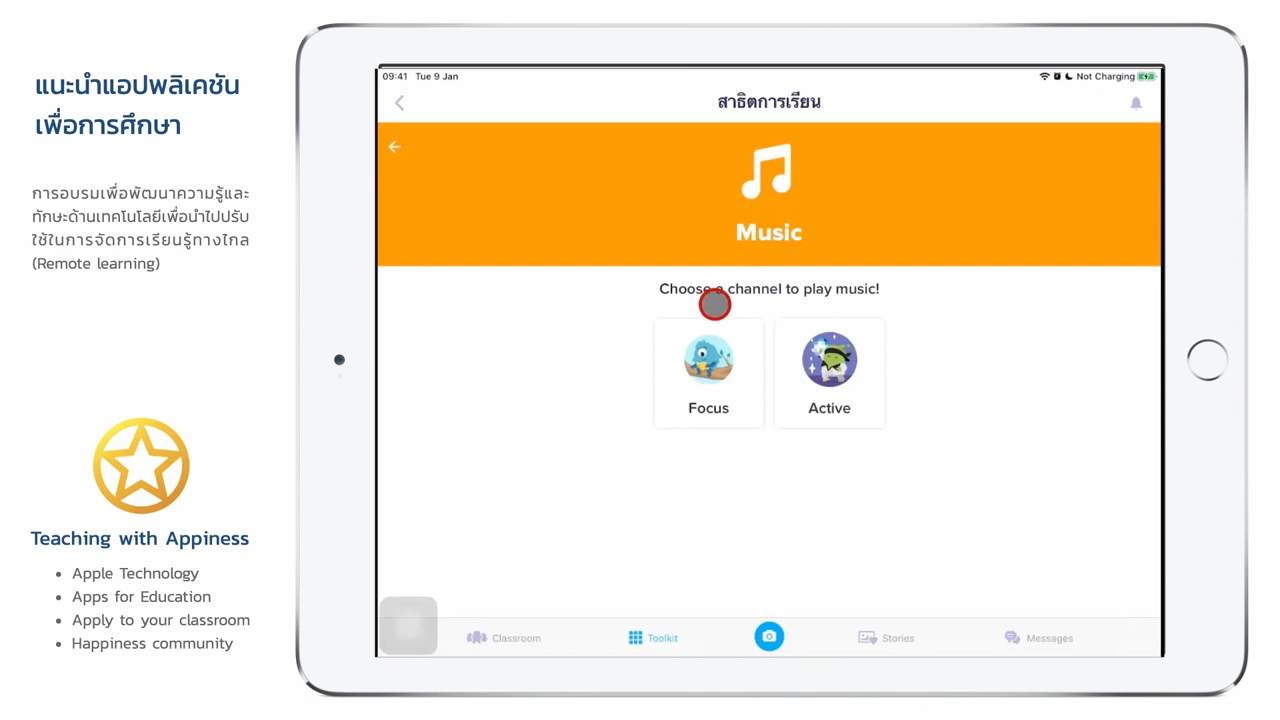 แนะนำแอปพลิเคชัน
เพื่อการศึกษา
การอบรมเพื่อพัฒนาความรู้และ
ทักษะด้านเทคโนโลยีเพื่อนำไปปรับ
ใช้ในการจัดการเรียนรู้ทางไกล
(Remote learning)
Teaching with Appiness
• Apple Technology
• Apps for Education
• Apply to your classroom
• Happiness community
09:41 Tue 9 Jan
Not Charging
สาธิตการเรียน
Music
Choose a channel to play music!
Focus
Active
Classroom
Toolkit
Stories
Messages